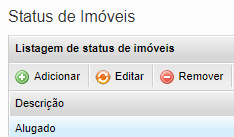 Status de Imóveis
Listagem de status de imóveis
Adicionar Editar Remover
Descrição
Alugado